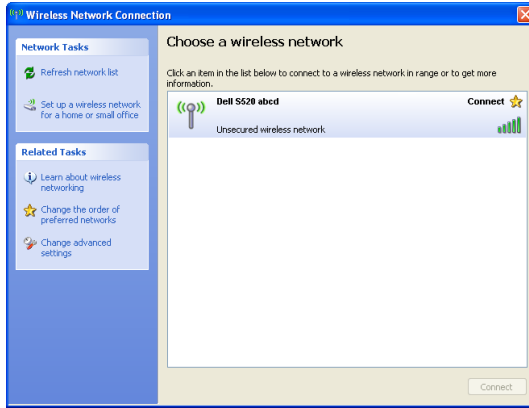 Wireless Network Connection
Network Tasks
Refresh network list
Set up a wireless network
for a home or small office
Related Tasks
Learn about wireless
networking
Change the order of
preferred networks
Change advanced
settings
Choose a wireless network
Click an item in the list below to connect to a wireless network in range or to get more
information.
Dell S520 abcd Connect
Unsecured wireless network
Connect